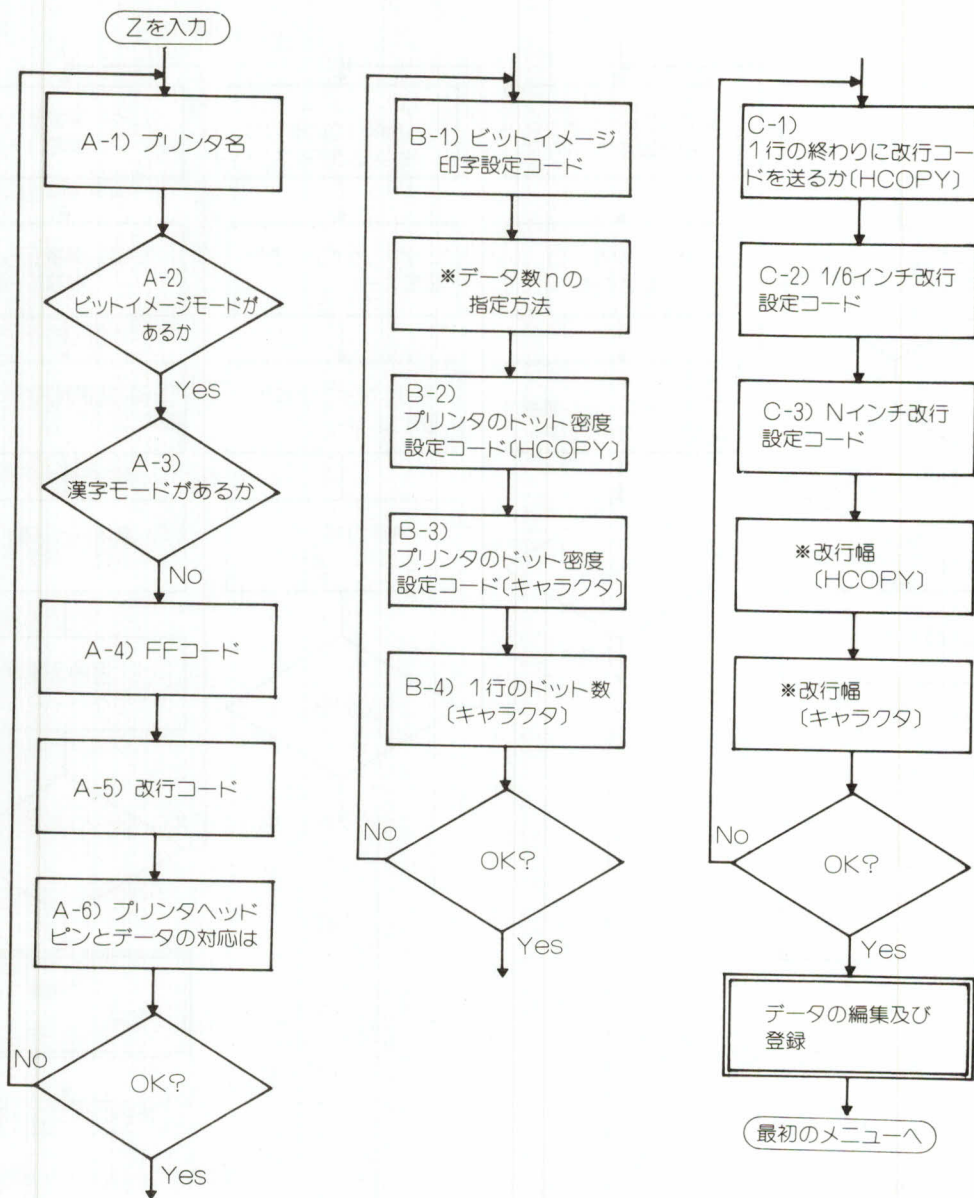 Zを入力
A-1) プリンタ名
A-2)
ビットイメージモードが
あるか
Yes
A-3)
漢字モードがあるか
No
A-4) FFコード
A-5) 改行コード
A-6) プリンタヘッド
ピンとデータの対応は
No
OK?
Yes
B-1) ビットイメージ
印字設定コード
※データ数nの
指定方法
B-2)
プリンタのドット密度
設定コード〔HCOPY〕
B-3)
プリンタのドット密度
設定コード〔キャラクタ〕
B-4) 1行のドット数
〔キャラクタ〕
No
OK?
Yes
C-1)
1行の終わりに改行コー
ドを送るか〔HCOPY〕
C-2) 1/6インチ改行
設定コード
C-3) Nインチ改行
設定コード
※改行幅
〔HCOPY〕
※改行幅
〔キャラクタ〕
No
OK?
Yes
データの編集及び
登録
最初のメニューへ